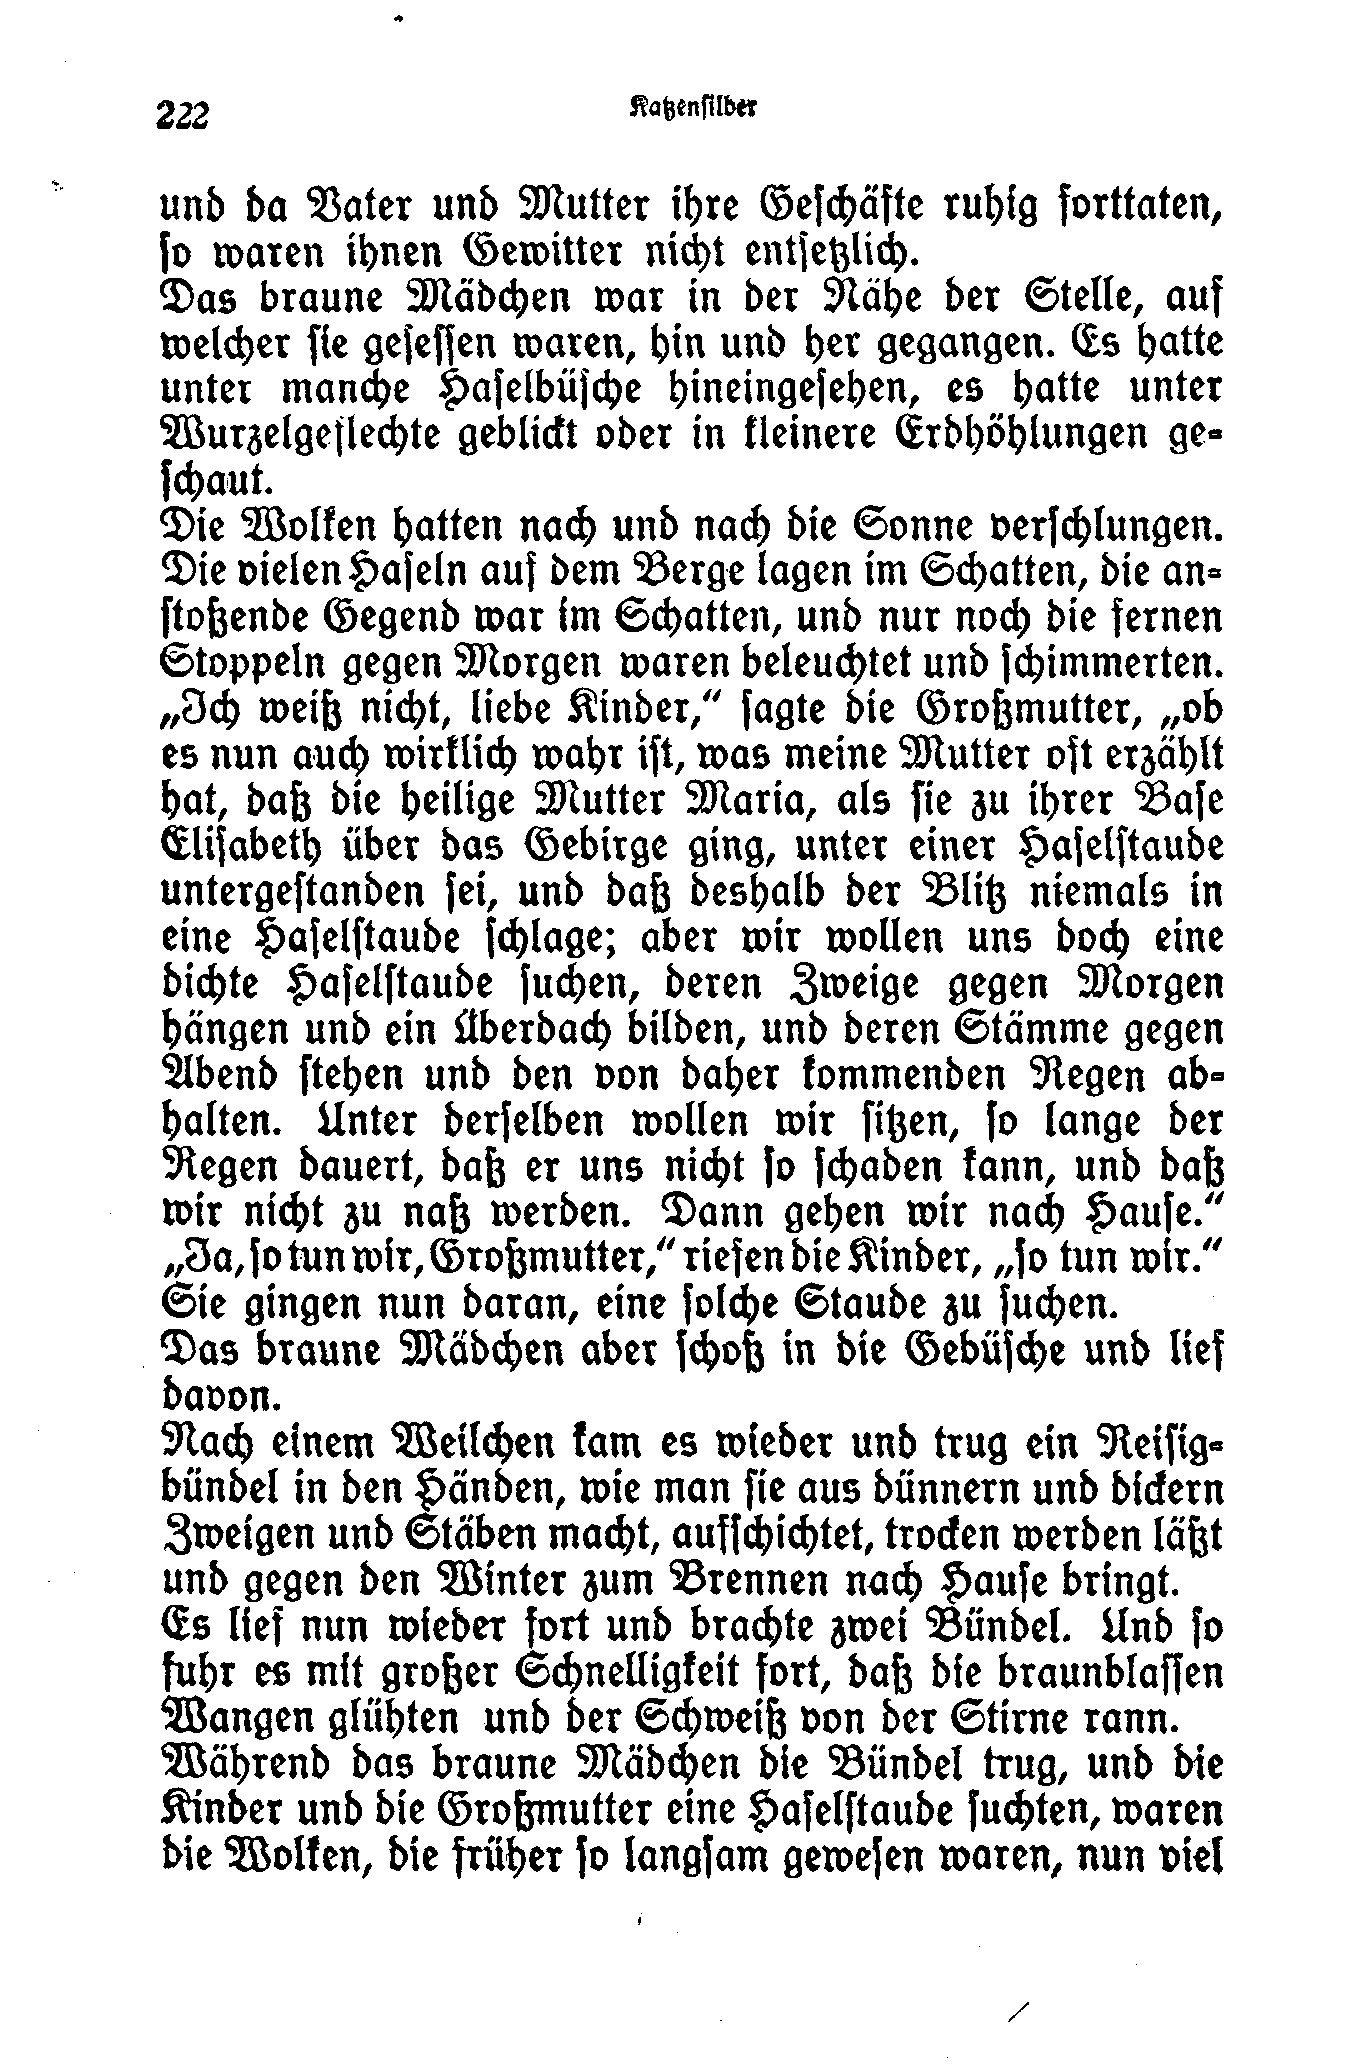 222
Katzensilber
und da Vater und Mutter ihre Geschäfte ruhig forttaten,
so waren ihnen Gewitter nicht entsetzlich.
Das braune Mädchen war in der Nähe der Stelle, auf
welcher sie gesessen waren, hin und her gegangen. Es hatte
unter manche Haselbüsche hineingesehen, es hatte unter
Wurzelgeflechte geblickt oder in kleinere Erdhöhlungen ge-
schaut.
Die Wolken hatten nach und nach die Sonne verschlungen.
Die vielen Haseln auf dem Berge lagen im Schatten, die an-
stoßende Gegend war im Schatten, und nur noch die fernen
Stoppeln gegen Morgen waren beleuchtet und schimmerten.
„Ich weiß nicht, liebe Kinder,“ sagte die Großmutter, „ob
es nun auch wirklich wahr ist, was meine Mutter oft erzählt
hat, daß die heilige Mutter Maria, als sie zu ihrer Base
Elisabeth über das Gebirge ging, unter einer Haselstaude
untergestanden sei, und daß deshalb der Blitz niemals in
eine Haselstaude schlage; aber wir wollen uns doch eine
dichte Haselstaude suchen, deren Zweige gegen Morgen
hängen und ein Überdach bilden, und deren Stämme gegen
Abend stehen und den von daher kommenden Regen ab-
halten. Unter derselben wollen wir sitzen, so lange der
Regen dauert, daß er uns nicht so schaden kann, und daß
wir nicht zu naß werden. Dann gehen wir nach Hause.“
„Ja, so tun wir, Großmutter,“ riefen die Kinder, „so tun wir.“
Sie gingen nun daran, eine solche Staude zu suchen.
Das braune Mädchen aber schoß in die Gebüsche und lief
davon.
Nach einem Weilchen kam es wieder und trug ein Reisig-
bündel in den Händen, wie man sie aus dünnern und dickern
Zweigen und Stäben macht, aufschichtet, trocken werden läßt
und gegen den Winter zum Brennen nach Hause bringt.
Es lief nun wieder fort und brachte zwei Bündel. Und so
fuhr es mit großer Schnelligkeit fort, daß die braunblassen
Wangen glühten und der Schweiß von der Stirne rann.
Während das braune Mädchen die Bündel trug, und die
Kinder und die Großmutter eine Haselstaude suchten, waren
die Wolken, die früher so langsam gewesen waren, nun viel